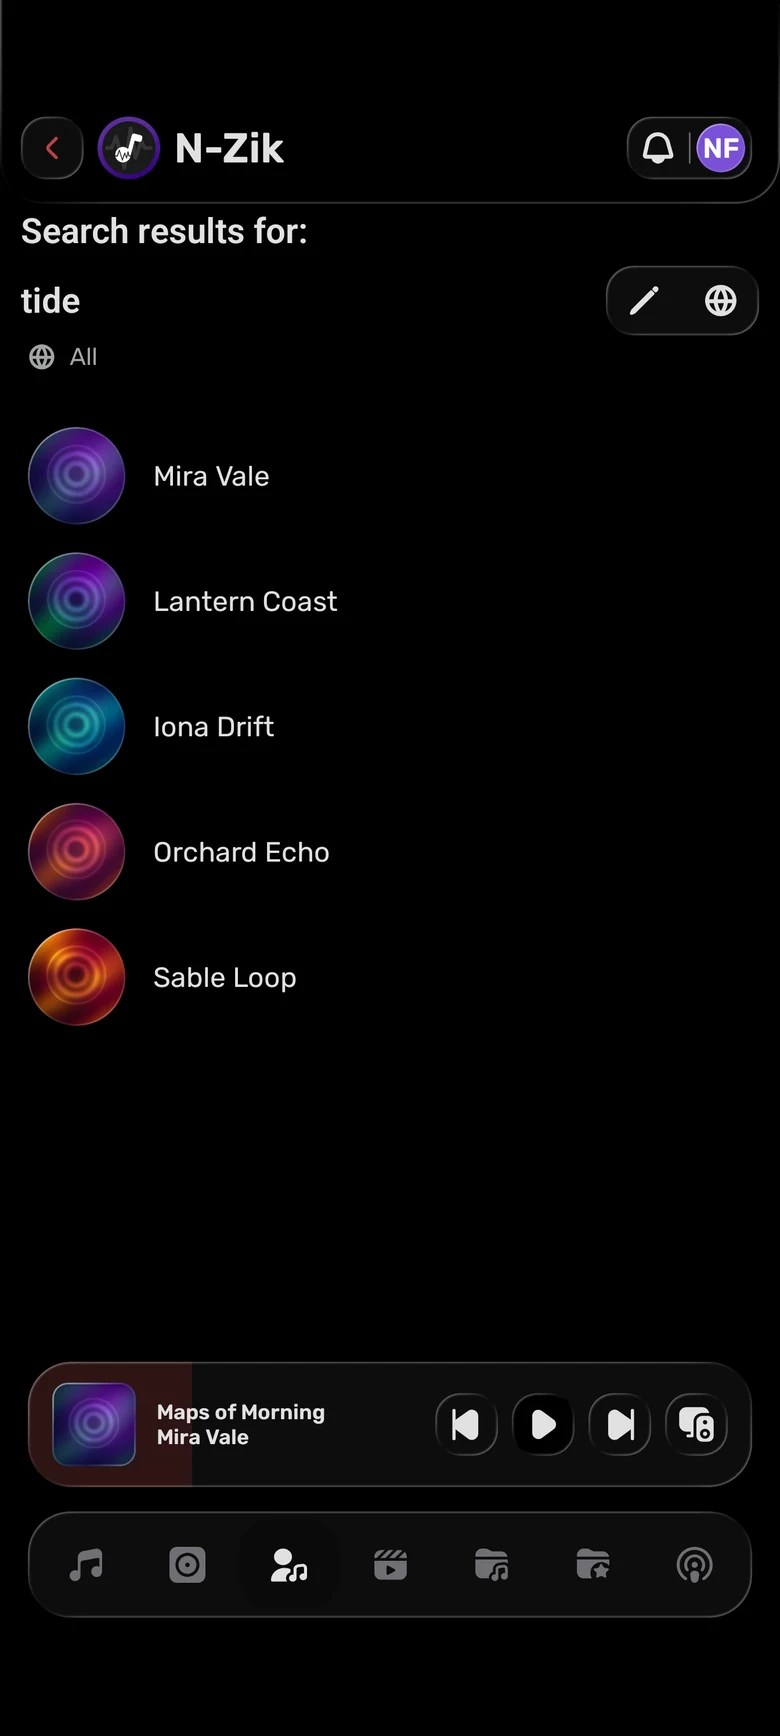 N-Zik
NF
Search results for:
tide
All
Mira Vale
Lantern Coast
Iona Drift
Orchard Echo
Sable Loop
Maps of Morning
Mira Vale